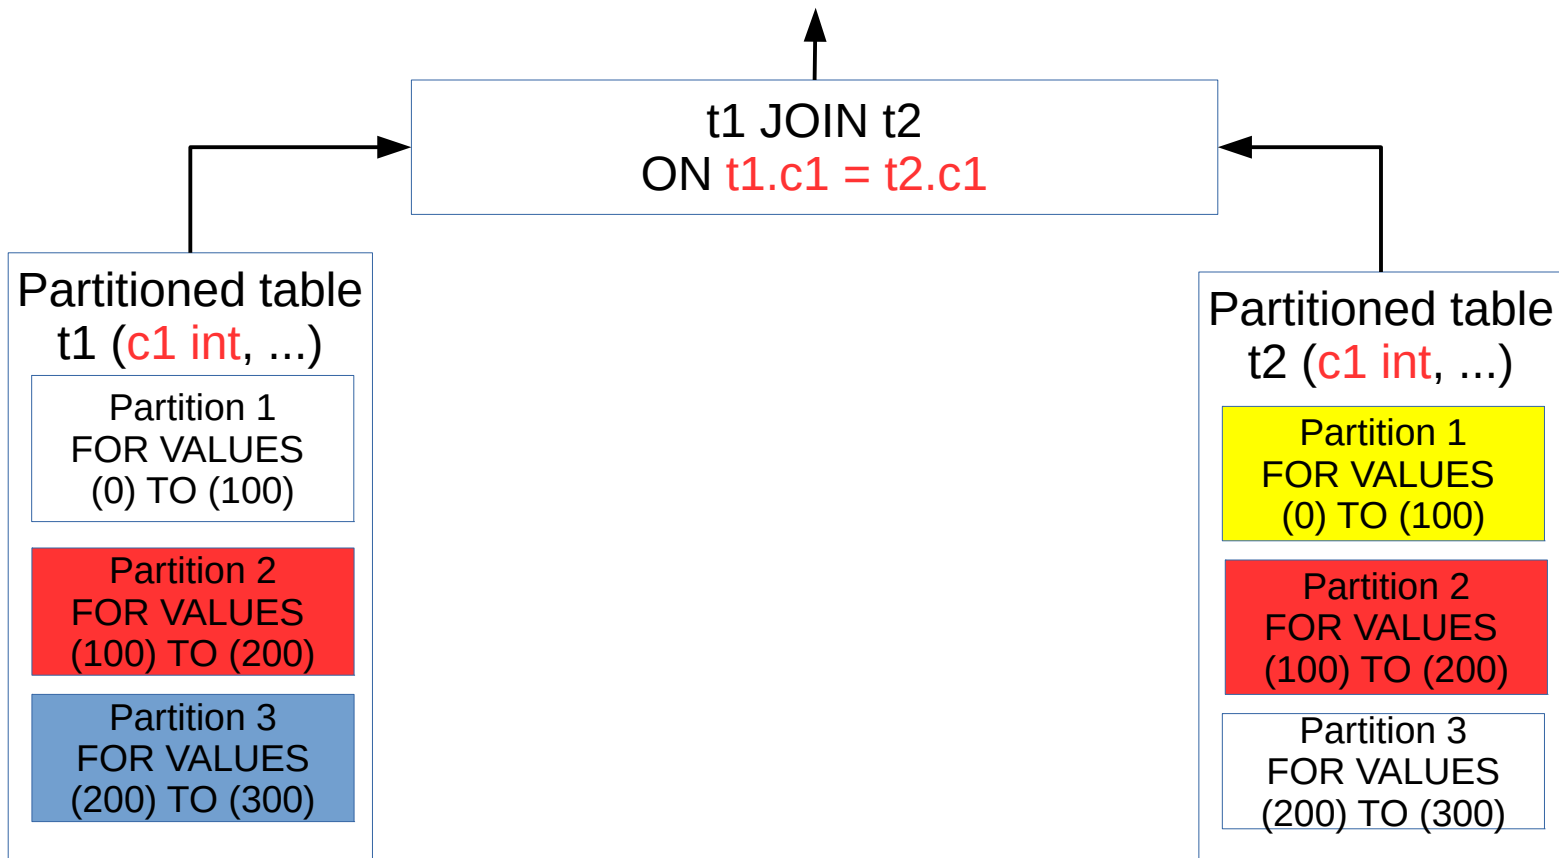 t1 JOIN t2
ON t1.c1 = t2.c1
Partitioned table
t1 (c1 int, ...)
Partition 1
FOR VALUES
(0) TO (100)
Partition 2
FOR VALUES
(100) TO (200)
Partition 3
FOR VALUES
(200) TO (300)
Partitioned table
t2 (c1 int, ...)
Partition 1
FOR VALUES
(0) TO (100)
Partition 2
FOR VALUES
(100) TO (200)
Partition 3
FOR VALUES
(200) TO (300)